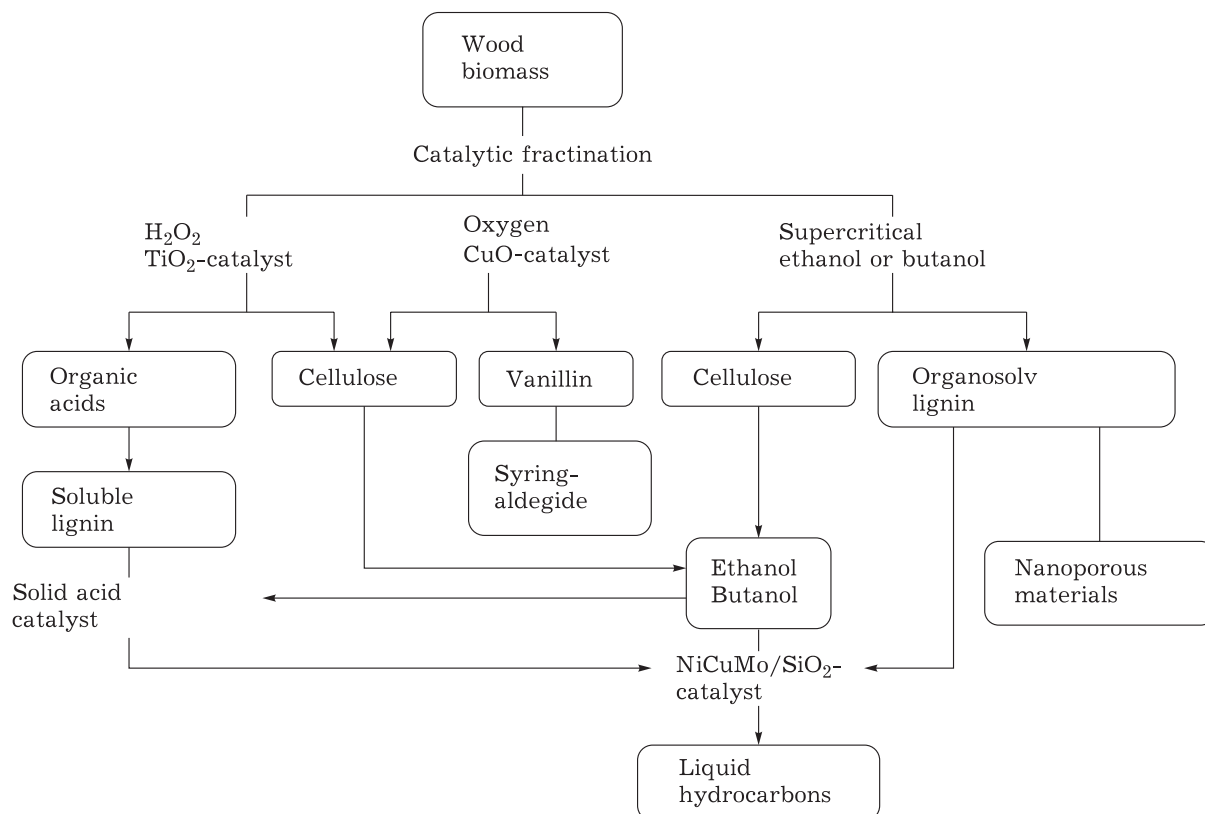 Wood
biomass
Catalytic fractination
H₂O₂
TiO₂-catalyst
Oxygen
CuO-catalyst
Supercritical
ethanol or butanol
Organic
acids
Cellulose
Vanillin
Cellulose
Organosolv
lignin
Soluble
lignin
Syring-
aldegide
Ethanol
Butanol
Nanoporous
materials
Solid acid
catalyst
NiCuMo/SiO₂-
catalyst
Liquid
hydrocarbons